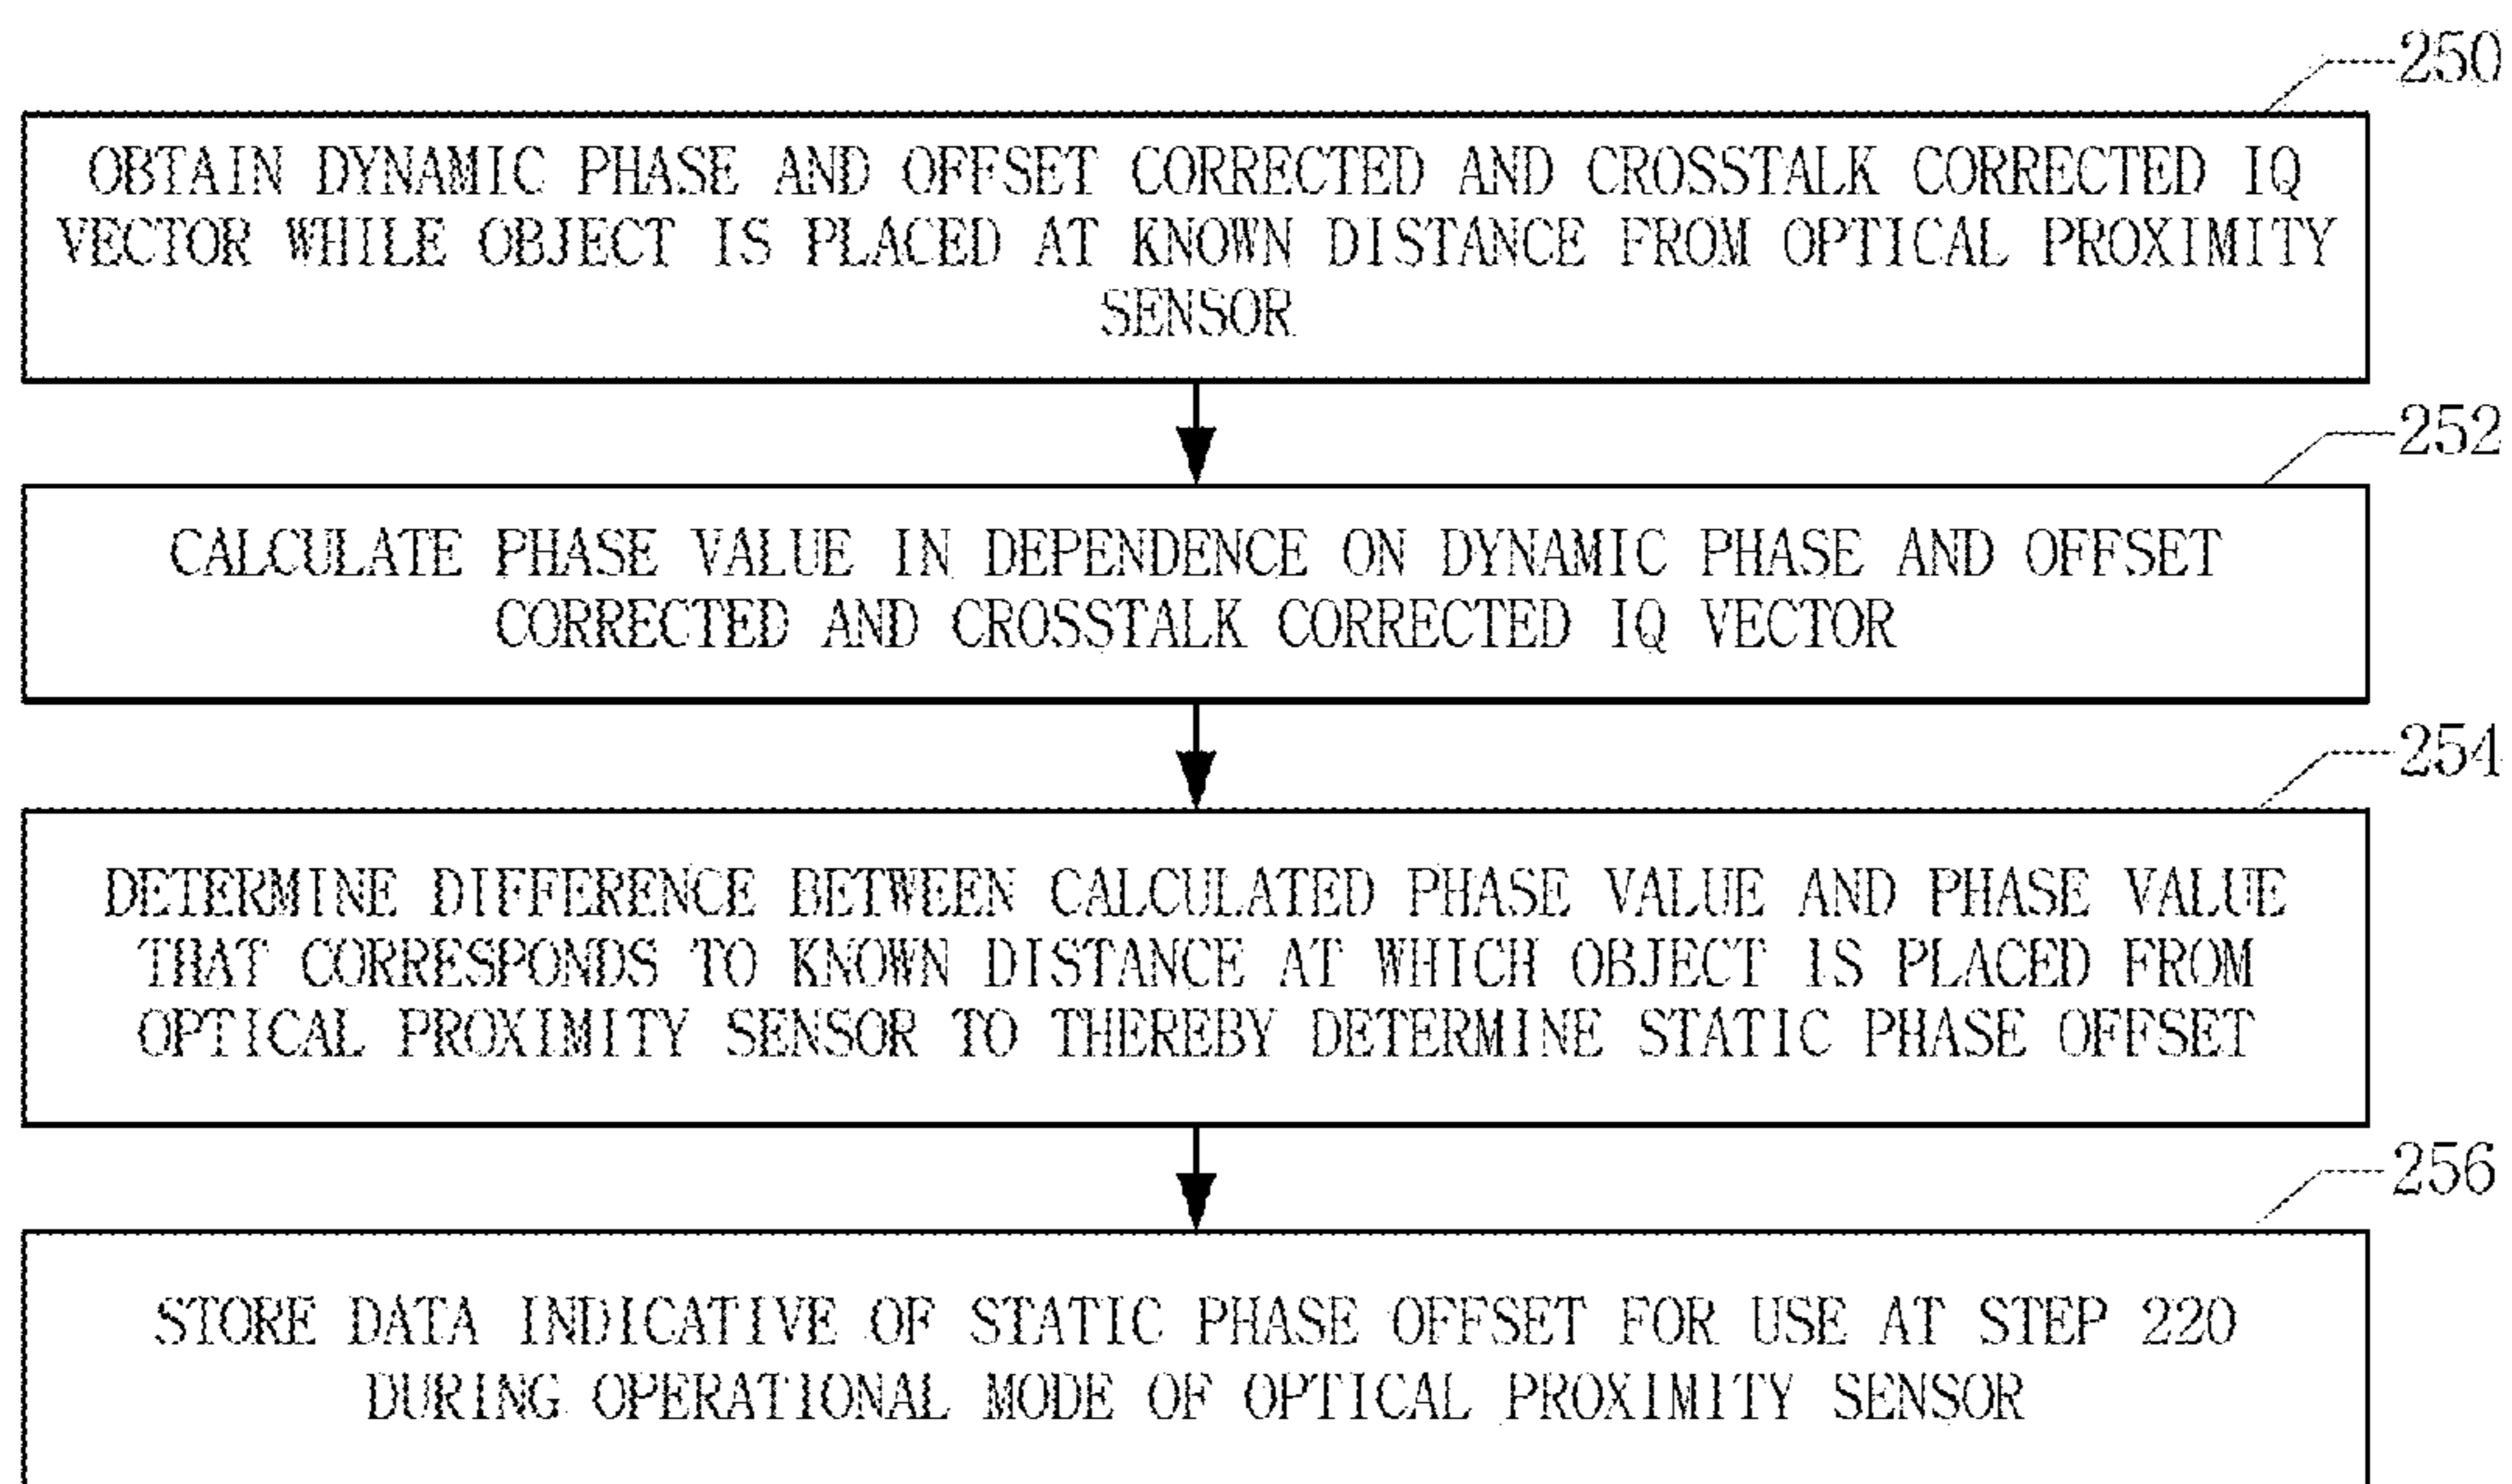 250
OBTAIN DYNAMIC PHASE AND OFFSET CORRECTED AND CROSSTALK CORRECTED IQ
VECTOR WHILE OBJECT IS PLACED AT KNOWN DISTANCE FROM OPTICAL PROXIMITY
SENSOR
252
CALCULATE PHASE VALUE IN DEPENDENCE ON DYNAMIC PHASE AND OFFSET
CORRECTED AND CROSSTALK CORRECTED IQ VECTOR
254
DETERMINE DIFFERENCE BETWEEN CALCULATED PHASE VALUE AND PHASE VALUE
THAT CORRESPONDS TO KNOWN DISTANCE AT WHICH OBJECT IS PLACED FROM
OPTICAL PROXIMITY SENSOR TO THEREBY DETERMINE STATIC PHASE OFFSET
256
STORE DATA INDICATIVE OF STATIC PHASE OFFSET FOR USE AT STEP 220
DURING OPERATIONAL MODE OF OPTICAL PROXIMITY SENSOR